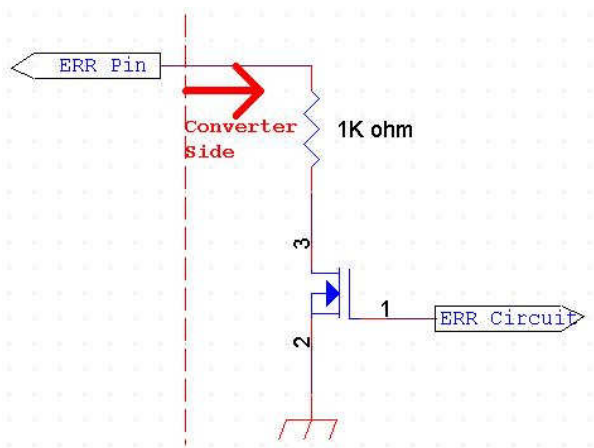 ERR Pin
Converter
Side
1K ohm
3
1
ERR Circuit
2